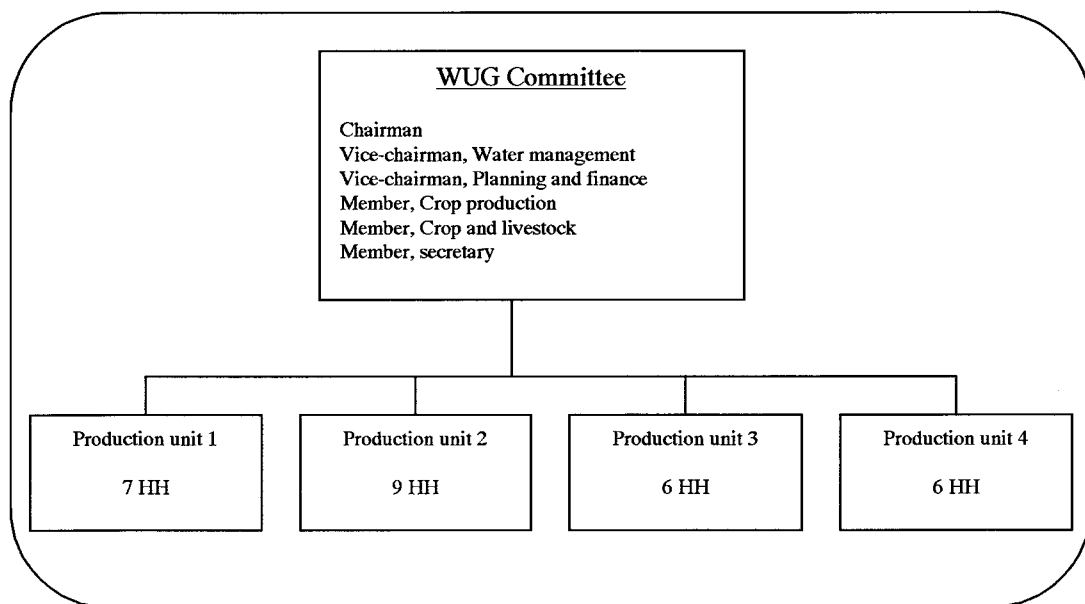 WUG Committee
Chairman
Vice-chairman, Water management
Vice-chairman, Planning and finance
Member, Crop production
Member, Crop and livestock
Member, secretary
Production unit 1
7 HH
Production unit 2
9 HH
Production unit 3
6 HH
Production unit 4
6 HH